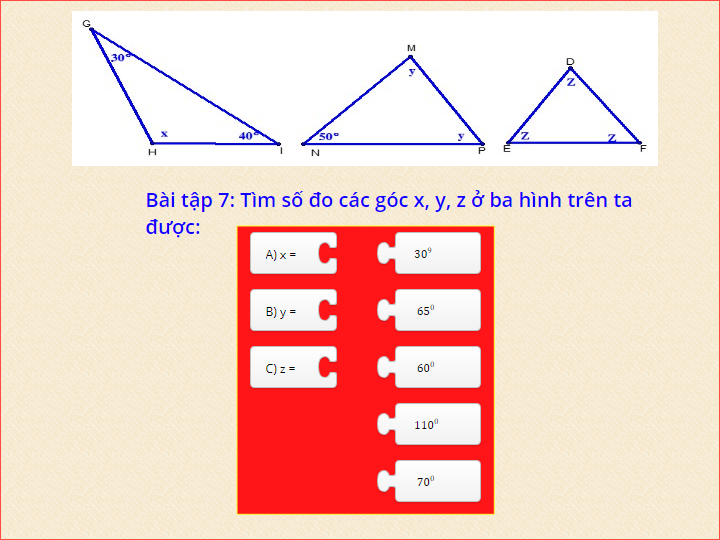 G
30°
x
40°
H
I
M
y
50°
y
N
P
D
Z
Z
Z
E
F
Bài tập 7: Tìm số đo các góc x, y, z ở ba hình trên ta
được:
A) x =
30⁹
B) y =
65⁰
C) z =
60⁰
110⁰
70⁰